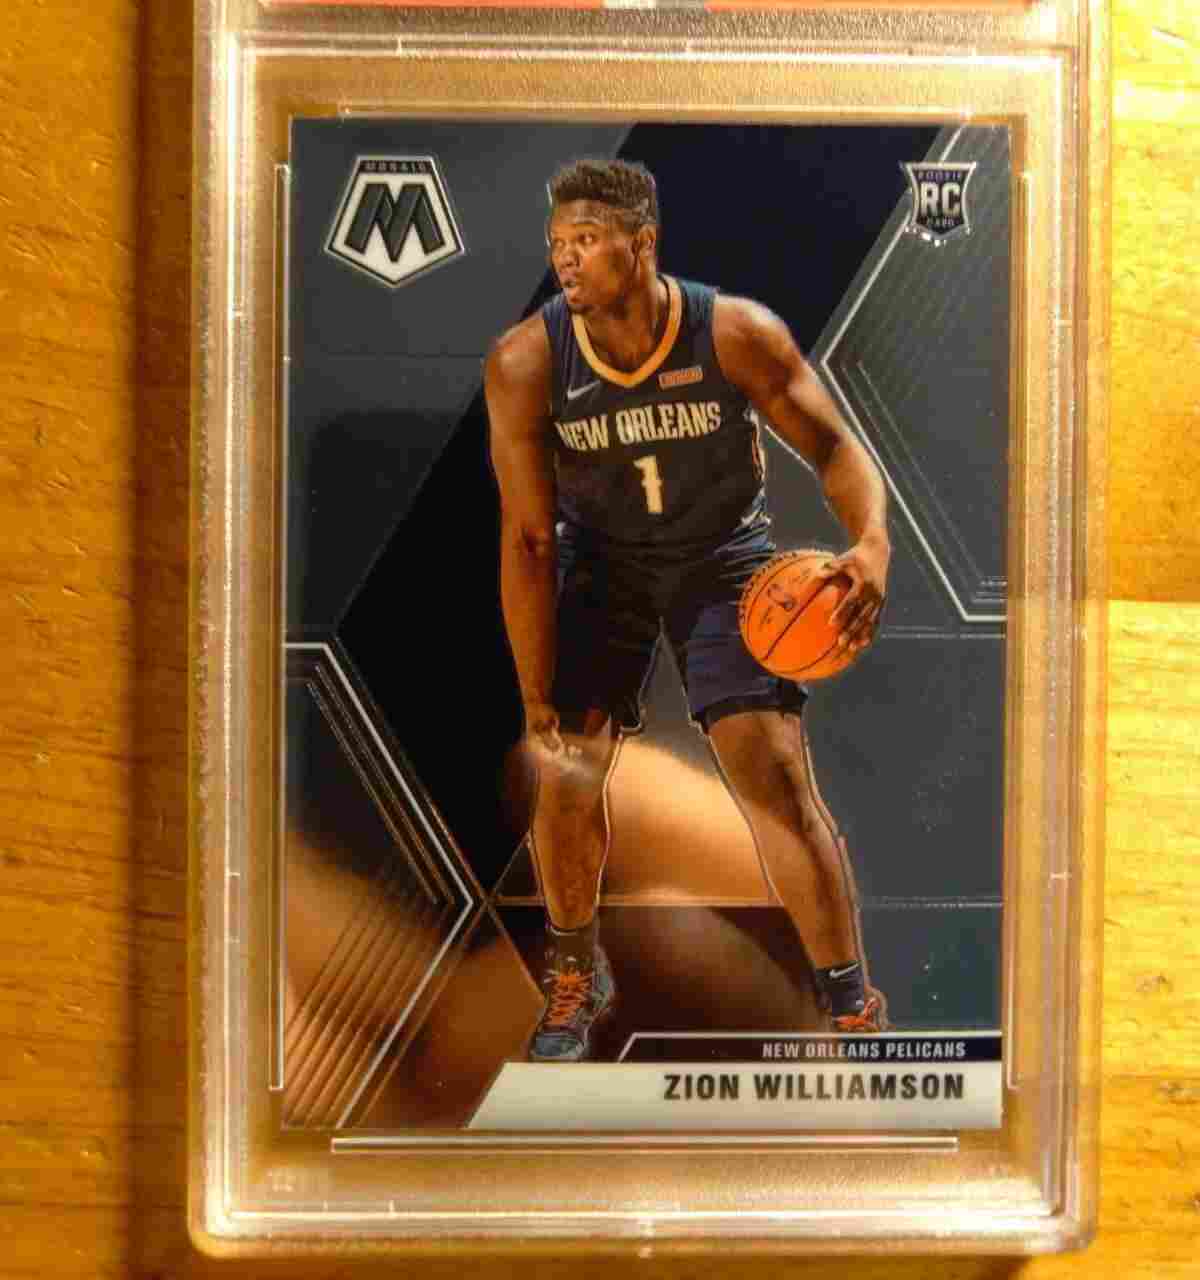 MOSAIC
M
ROOKIE
RC
CARD
NEW ORLEANS
1
NEW ORLEANS PELICANS
ZION WILLIAMSON